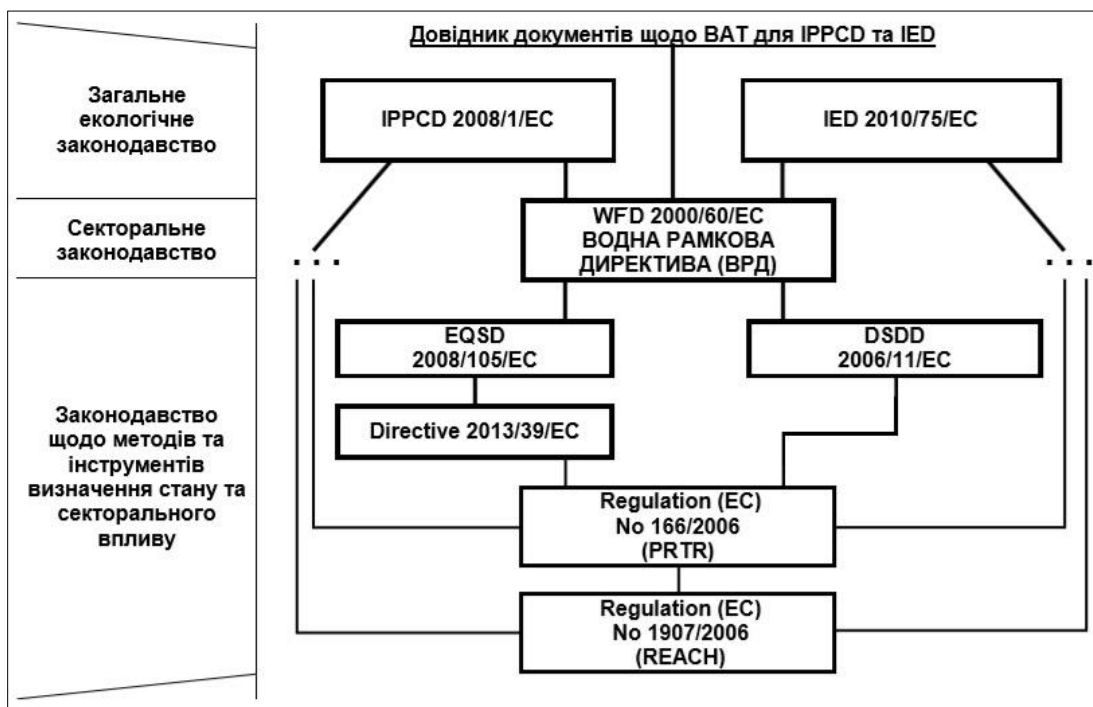 Довідник документів щодо ВАТ для IPPCD та IED
Загальне
екологічне
законодавство
IPPCD 2008/1/EC
IED 2010/75/EC
Секторальне
законодавство
WFD 2000/60/EC
ВОДНА РАМКОВА
ДИРЕКТИВА (ВРД)
. . .
. . .
Законодавство
щодо методів та
інструментів
визначення стану та
секторального
впливу
EQSD
2008/105/EC
DSDD
2006/11/EC
Directive 2013/39/EC
Regulation (EC)
No 166/2006
(PRTR)
Regulation (EC)
No 1907/2006
(REACH)